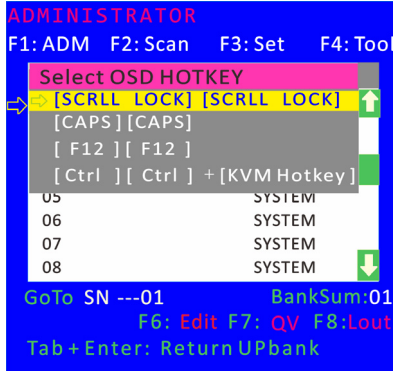 ADMINISTRATOR
F1: ADM F2: Scan F3: Set F4: Tool
Select OSD HOTKEY
[SCRLL LOCK] [SCRLL LOCK]
[CAPS] [CAPS]
[ F12 ] [ F12 ]
[Ctrl ] [ Ctrl ] + [KVM Hotkey]
05 SYSTEM
06 SYSTEM
07 SYSTEM
08 SYSTEM
GoTo SN ---01 BankSum:01
F6: Edit F7: QV F8:Lout
Tab + Enter: Return UPbank